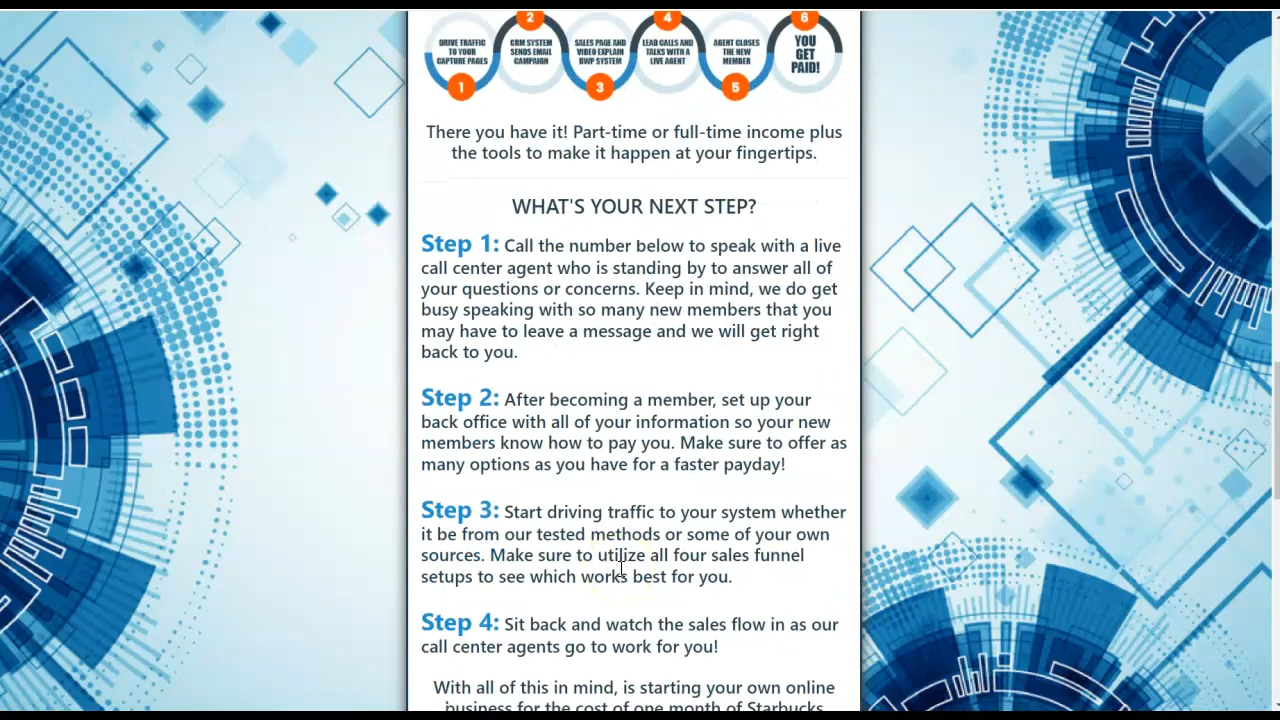 2
4
6
DRIVE TRAFFIC
TO YOUR
CAPTURE PAGES
CRM SYSTEM
SENDS EMAIL
CAMPAIGN
SALES PAGE AND
VIDEO EXPLAIN
DWP SYSTEM
LEAD CALLS AND
TALKS WITH A
LIVE AGENT
AGENT CLOSES
THE NEW
MEMBER
YOU
GET
PAID!
1
3
5
There you have it! Part-time or full-time income plus
the tools to make it happen at your fingertips.
WHAT'S YOUR NEXT STEP?
Step 1: Call the number below to speak with a live
call center agent who is standing by to answer all of
your questions or concerns. Keep in mind, we do get
busy speaking with so many new members that you
may have to leave a message and we will get right
back to you.
Step 2: After becoming a member, set up your
back office with all of your information so your new
members know how to pay you. Make sure to offer as
many options as you have for a faster payday!
Step 3: Start driving traffic to your system whether
it be from our tested methods or some of your own
sources. Make sure to utilize all four sales funnel
setups to see which works best for you.
Step 4: Sit back and watch the sales flow in as our
call center agents go to work for you!
With all of this in mind, is starting your own online
business for the cost of one month of Starbucks